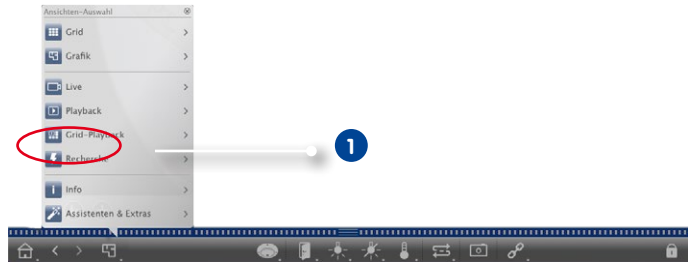 Ansichten-Auswahl
Grid
Grafik
Live
Playback
Grid-Playback
Recherche
Info
Assistenten & Extras
1